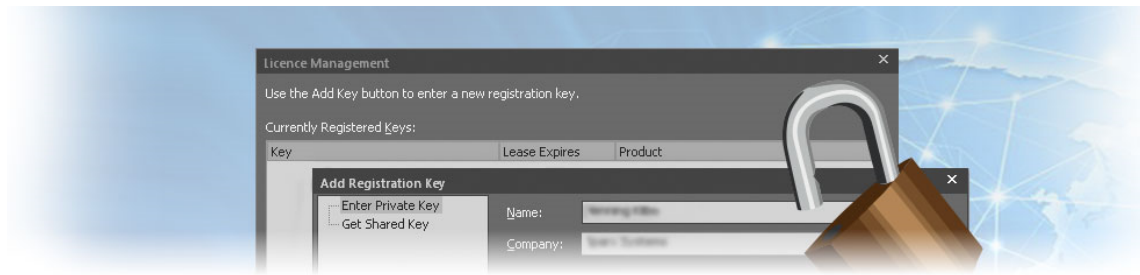 Licence Management
Use the Add Key button to enter a new registration key.
Currently Registered Keys:
Key Lease Expires Product
Add Registration Key
Enter Private Key
Get Shared Key
Name:
Company: